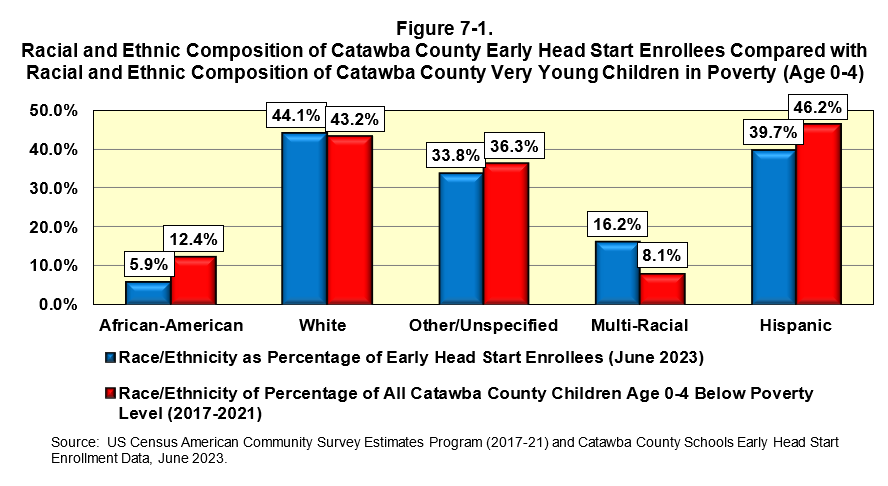 Figure 7-1.
Racial and Ethnic Composition of Catawba County Early Head Start Enrollees Compared with
Racial and Ethnic Composition of Catawba County Very Young Children in Poverty (Age 0-4)
50.0%
40.0%
30.0%
20.0%
10.0%
0.0%
5.9%
12.4%
44.1%
43.2%
33.8%
36.3%
16.2%
8.1%
39.7%
46.2%
African-American
White
Other/Unspecified
Multi-Racial
Hispanic
Race/Ethnicity as Percentage of Early Head Start Enrollees (June 2023)
Race/Ethnicity of Percentage of All Catawba County Children Age 0-4 Below Poverty
Level (2017-2021)
Source:  US Census American Community Survey Estimates Program (2017-21) and Catawba County Schools Early Head Start
Enrollment Data, June 2023.